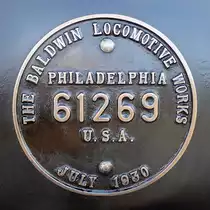 THE BALDWIN LOCOMOTIVE WORKS
PHILADELPHIA
61269
U.S.A.
JULY 1930